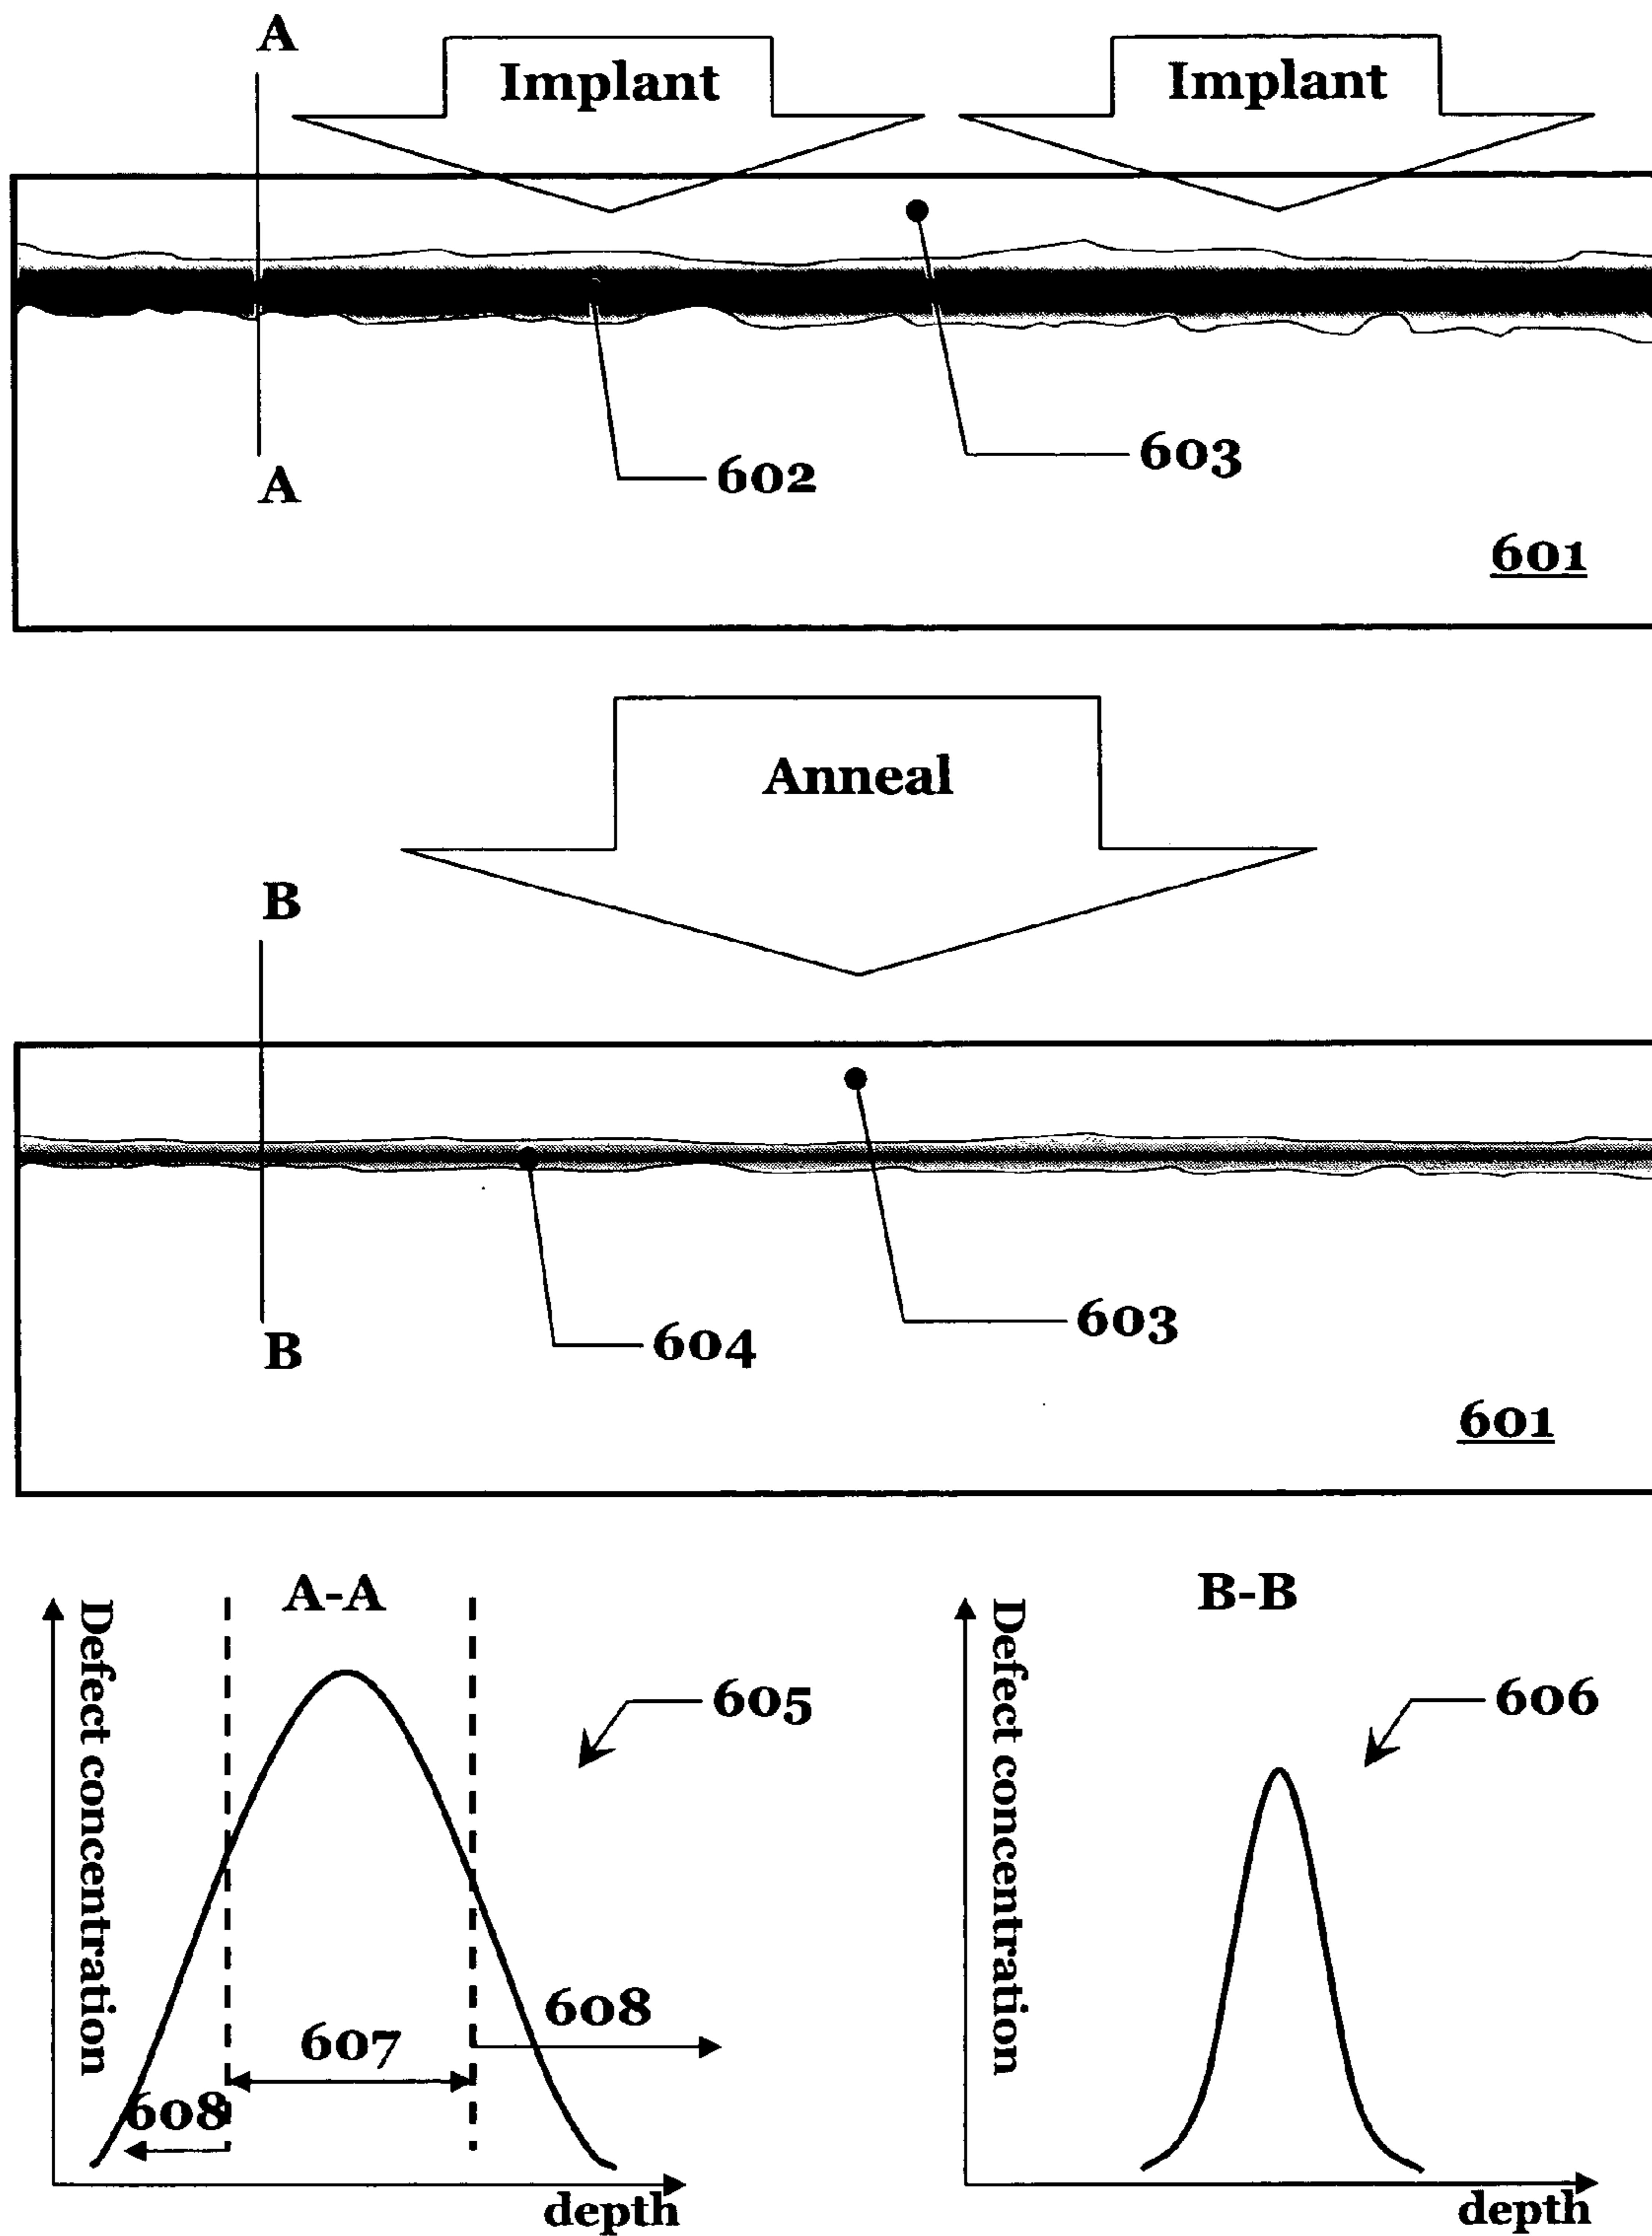 A
Implant
Implant
603
A
602
601
Anneal
B
603
B
604
601
A-A
B-B
Defect concentration
605
Defect concentration
606
608
607
608
depth
depth